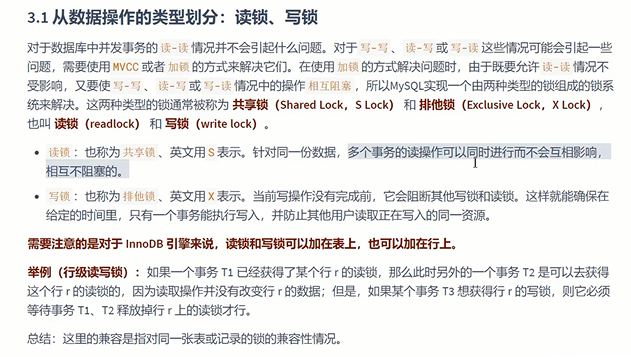 3.1 从数据操作的类型划分：读锁、写锁
对于数据库中并发事务的 读-读 情况并不会引起什么问题。对于 写-写 、 读-写 或 写-读 这些情况可能会引起一些
问题，需要使用 MVCC 或者 加锁 的方式来解决它们。在使用 加锁 的方式解决问题时，由于既要允许 读-读 情况不
受影响，又要使 写-写 、 读-写 或 写-读 情况中的操作 相互阻塞 ，所以MySQL实现一个由两种类型的锁组成的锁系
统来解决。这两种类型的锁通常被称为 共享锁（Shared Lock，S Lock） 和 排他锁（Exclusive Lock，X Lock），
也叫 读锁（readlock） 和 写锁（write lock）。
• 读锁 ：也称为 共享锁 、英文用 S 表示。针对同一份数据，多个事务的读操作可以同时进行而不会互相影响，
相互不阻塞的。
• 写锁 ：也称为 排他锁 、英文用 X 表示。当前写操作没有完成前，它会阻断其他写锁和读锁。这样就能确保在
给定的时间里，只有一个事务能执行写入，并防止其他用户读取正在写入的同一资源。
需要注意的是对于 InnoDB 引擎来说，读锁和写锁可以加在表上，也可以加在行上。
举例（行级读写锁）：如果一个事务 T1 已经获得了某个行 r 的读锁，那么此时另外的一个事务 T2 是可以去获得
这个行 r 的读锁的，因为读取操作并没有改变行 r 的数据；但是，如果某个事务 T3 想获得行 r 的写锁，则它必须
等待事务 T1、T2 释放掉行 r 上的读锁才行。
总结：这里的兼容是指对同一张表或记录的锁的兼容性情况。